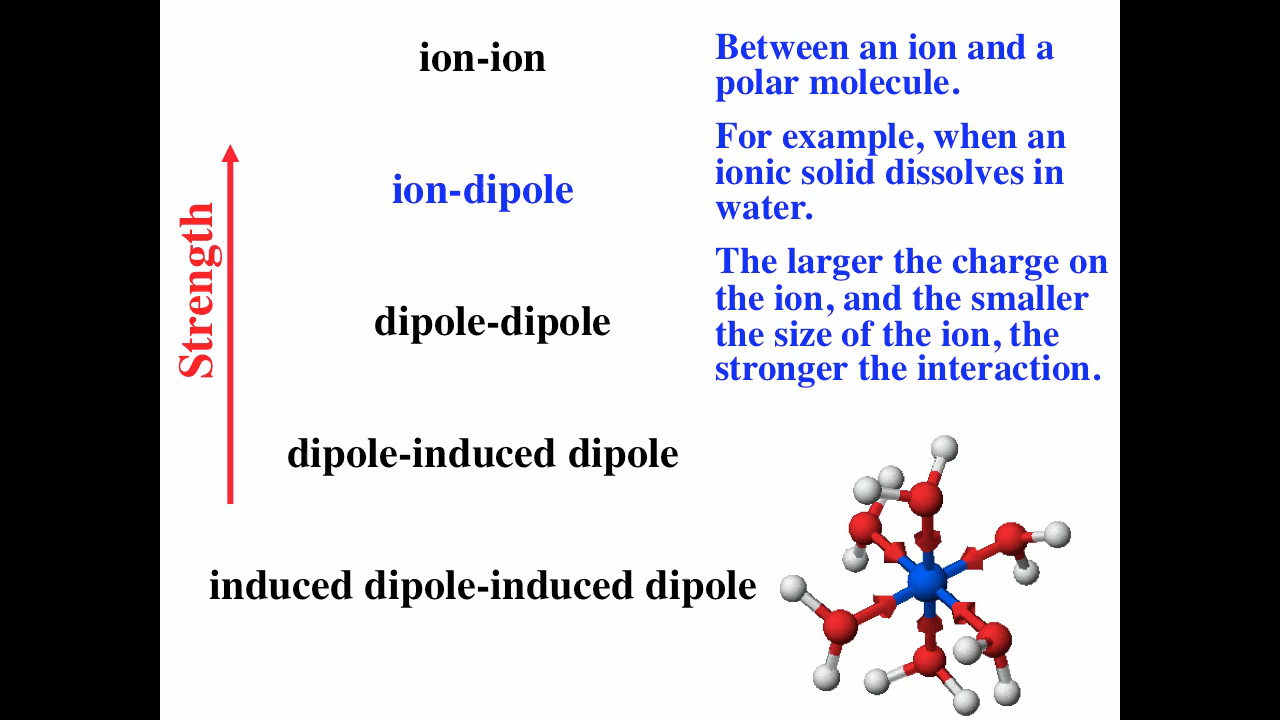 ion-ion
ion-dipole
dipole-dipole
dipole-induced dipole
induced dipole-induced dipole
Strength
Between an ion and a
polar molecule.
For example, when an
ionic solid dissolves in
water.
The larger the charge on
the ion, and the smaller
the size of the ion, the
stronger the interaction.